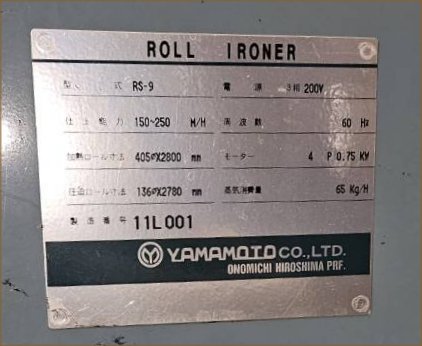 ROLL IRONER
型 式 RS-9 電 源 3相 200V
仕上能力 150~250 M/H 周波数 60 Hz
加熱ロール寸法 405φX2800 mm モーター 4 P 0.75 KW
圧迫ロール寸法 136φX2780 mm 蒸気消費量 65 Kg/H
製造番号 11L001
YAMAMOTO CO.,LTD.
ONOMICHI HIROSHIMA PRF.